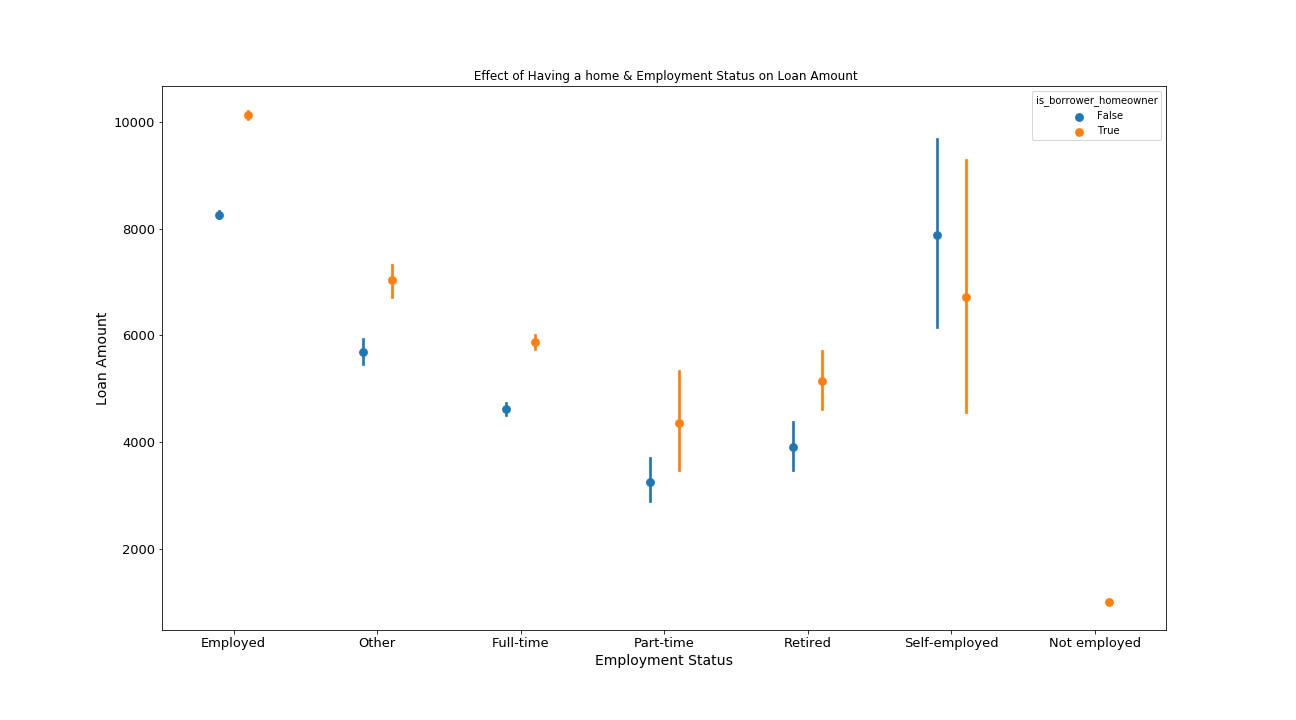 Effect of Having a home & Employment Status on Loan Amount
is_borrower_homeowner
False
True
10000
8000
6000
4000
2000
Loan Amount
Employed Other Full-time Part-time Retired Self-employed Not employed
Employment Status